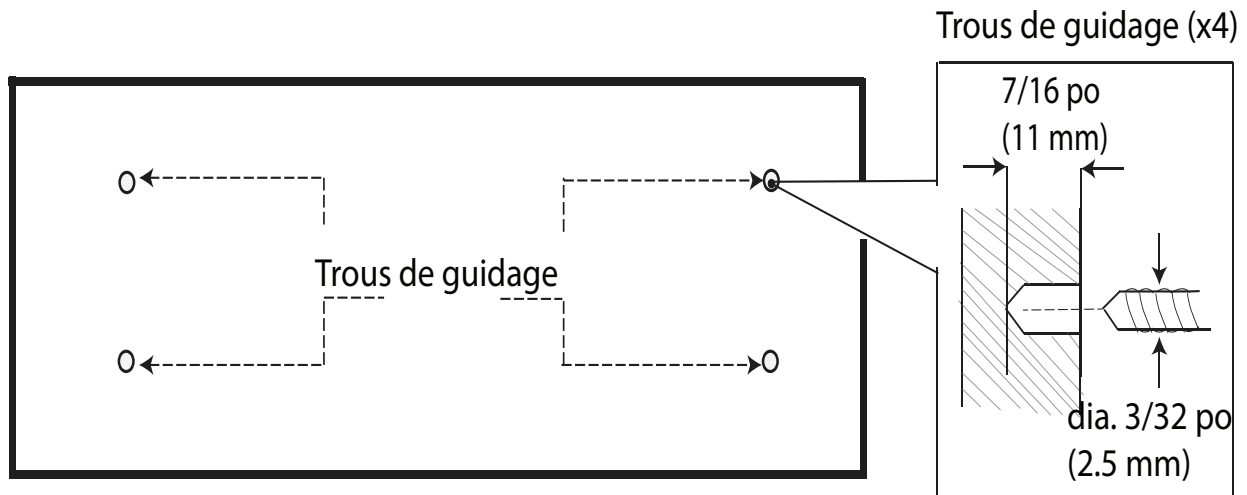 Trous de guidage (x4)
7/16 po
(11 mm)
Trous de guidage
dia. 3/32 po
(2.5 mm)